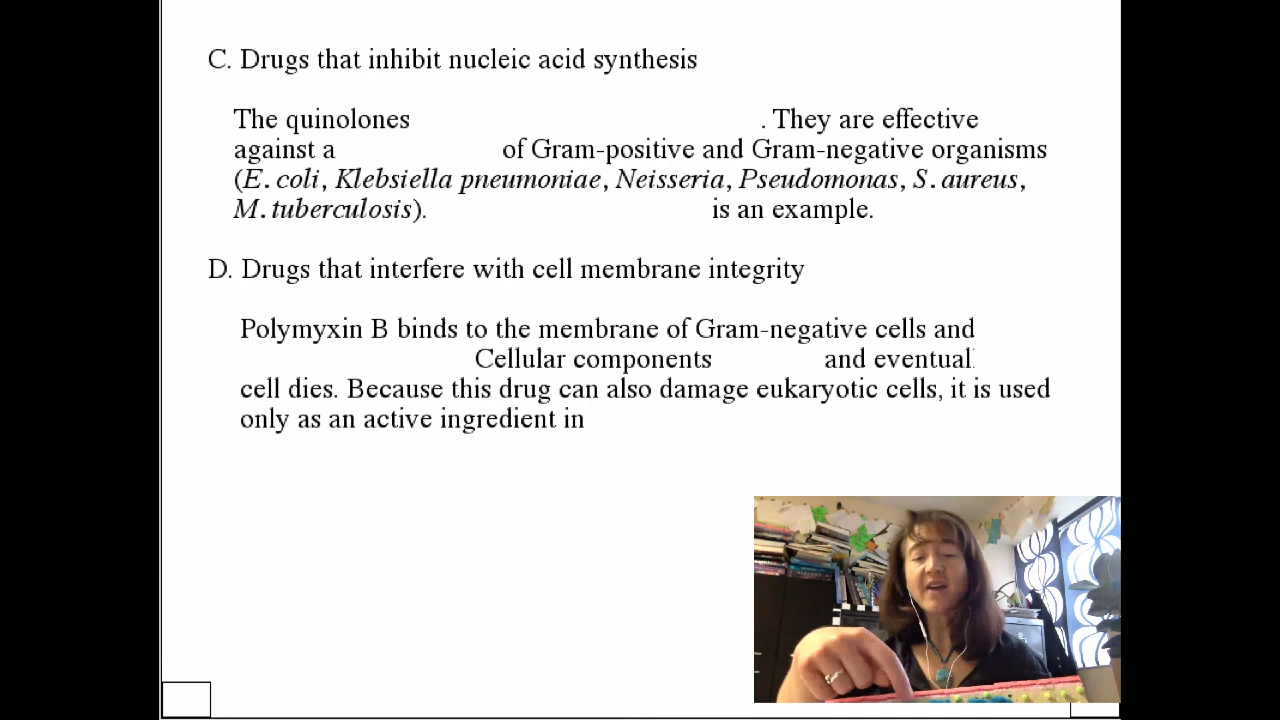 C. Drugs that inhibit nucleic acid synthesis
The quinolones . They are effective
against a of Gram-positive and Gram-negative organisms
(E. coli, Klebsiella pneumoniae, Neisseria, Pseudomonas, S. aureus,
M. tuberculosis). is an example.
D. Drugs that interfere with cell membrane integrity
Polymyxin B binds to the membrane of Gram-negative cells and
Cellular components and eventual
cell dies. Because this drug can also damage eukaryotic cells, it is used
only as an active ingredient in